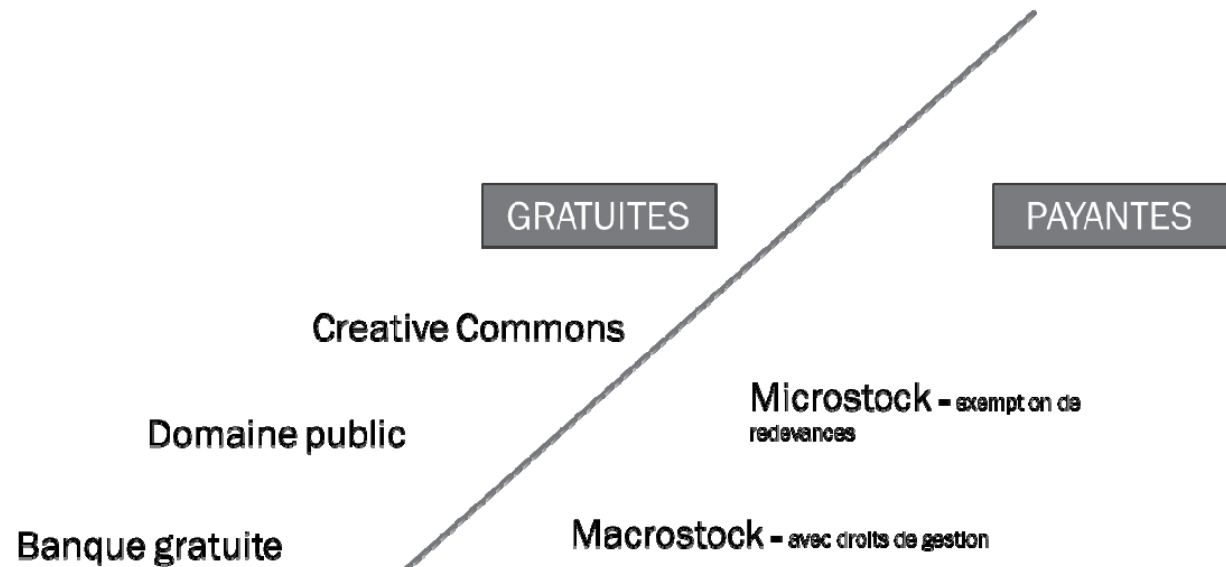 GRATUITES
PAYANTES
Creative Commons
Microstock - exempt on de
redevances
Domaine public
Macrostock - avec droits de gestion
Banque gratuite